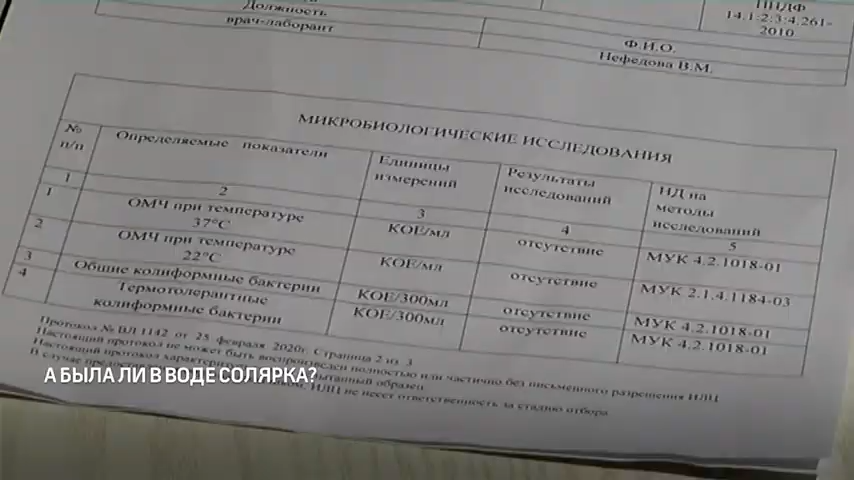 Должность
врач-лаборант
ПНДФ
14.1:2:3:4.261-
2010
Ф.И.О.
Нефедова В.М.
МИКРОБИОЛОГИЧЕСКИЕ ИССЛЕДОВАНИЯ
№ п/п
Определяемые показатели
Единицы измерений
Результаты исследований
НД на методы исследований
1
2
3
4
5
1
ОМЧ при температуре 37°C
КОЕ/мл
отсутствие
МУК 4.2.1018-01
2
ОМЧ при температуре 22°C
КОЕ/мл
отсутствие
МУК 2.1.4.1184-03
3
Общие колиформные бактерии
КОЕ/300мл
отсутствие
МУК 4.2.1018-01
4
Термотолерантные колиформные бактерии
КОЕ/300мл
отсутствие
МУК 4.2.1018-01
Протокол № ВЛ 1142 от 25 февраля 2020г. Страница 2 из 3
Настоящий протокол не может быть воспроизведен полностью или частично без письменного разрешения ИЛЦ
Настоящий протокол характеризует испытанный образец
В случае ИЛЦ не несет ответственность за стадию отбора
А БЫЛА ЛИ В ВОДЕ СОЛЯРКА?